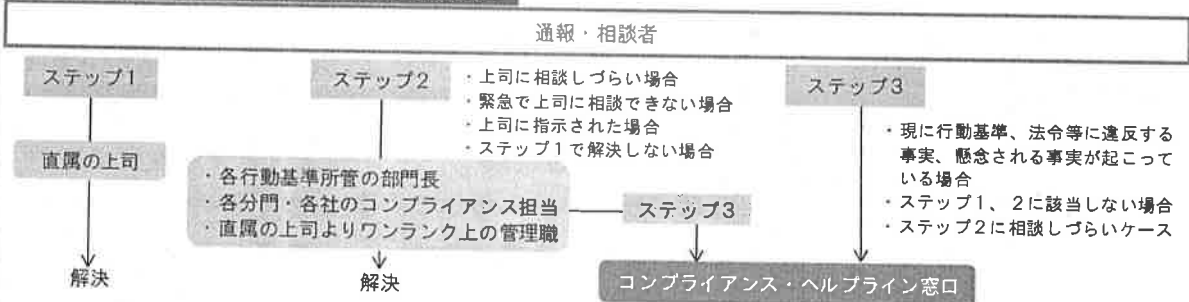 通報・相談者
ステップ1
直属の上司
解決
ステップ2
・上司に相談しづらい場合
・緊急で上司に相談できない場合
・上司に指示された場合
・ステップ1で解決しない場合
・各行動基準所管の部門長
・各分門・各社のコンプライアンス担当
・直属の上司よりワンランク上の管理職
解決
ステップ3
ステップ3
・現に行動基準、法令等に違反する
事実、懸念される事実が起こって
いる場合
・ステップ1、2に該当しない場合
・ステップ2に相談しづらいケース
コンプライアンス・ヘルプライン窓口